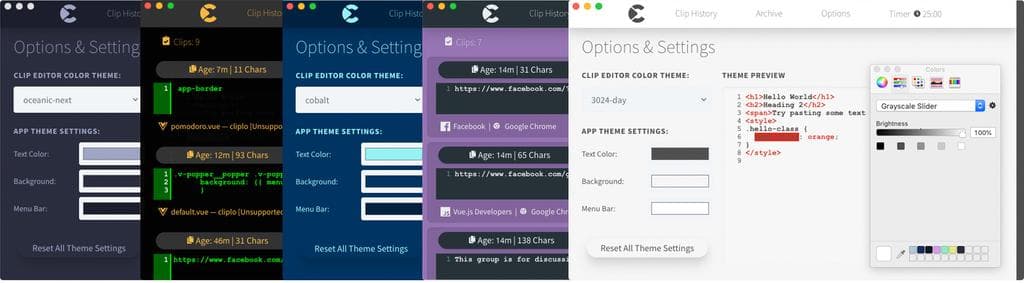 Options & Setting
CLIP EDITOR COLOR THEME:
oceanic-next
APP THEME SETTINGS:
Text Color:
Background:
Menu Bar:
Reset All Theme Settings
Clip Histo
Clips: 9
Age: 7m | 11 Chars
1 app-border
pomodoro.vue — cliplo [Unsuppor
Age: 12m | 93 Chars
1 .v-popper__popper .v-pop
2 background: {{ menu
3 }
default.vue — cliplo [Unsupporte
Age: 46m | 31 Chars
1 https://www.facebook.com/
Clip
Options & Setting
CLIP EDITOR COLOR THEME:
cobalt
APP THEME SETTINGS:
Text Color:
Background:
Menu Bar:
Reset All Theme Settings
Clip Histo
Clips: 7
Age: 14m | 31 Chars
1 https://www.facebook.com/
Facebook | Google Chrome
Age: 14m | 65 Chars
1 https://www.facebook.com/g
Vue.js Developers | Google Chr
Age: 14m | 138 Chars
1 This group is for discussi
Clip History Archive Options Timer 25:00
Options & Settings
CLIP EDITOR COLOR THEME:
3024-day
APP THEME SETTINGS:
Text Color:
Background:
Menu Bar:
Reset All Theme Settings
THEME PREVIEW
1 <h1>Hello World</h1>
2 <h2>Heading 2</h2>
3 <span>Try pasting some text
4 <style>
5 .hello-class {
6 : orange;
7 }
8 </style>
9
Colors
Grayscale Slider
Brightness
100%